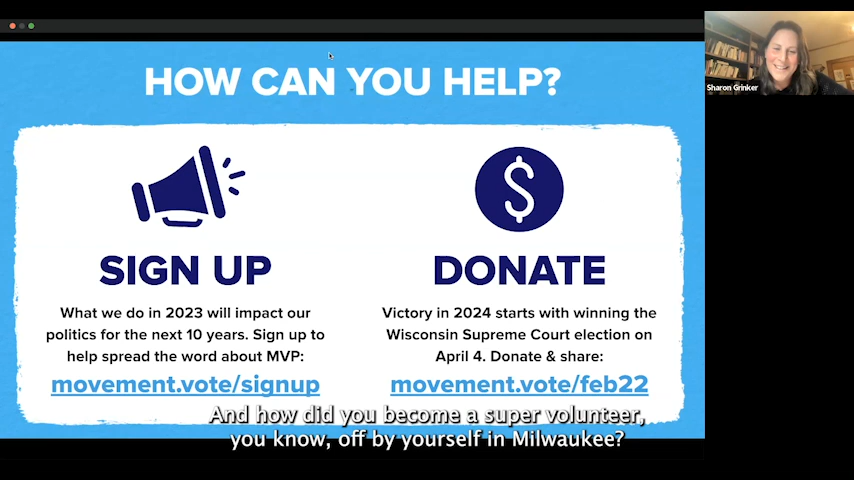 HOW CAN YOU HELP?
Sharon Grinker
SIGN UP
What we do in 2023 will impact our
politics for the next 10 years. Sign up to
help spread the word about MVP:
movement.vote/signup
$
DONATE
Victory in 2024 starts with winning the
Wisconsin Supreme Court election on
April 4. Donate & share:
movement.vote/feb22
And how did you become a super volunteer,
you know, off by yourself in Milwaukee?